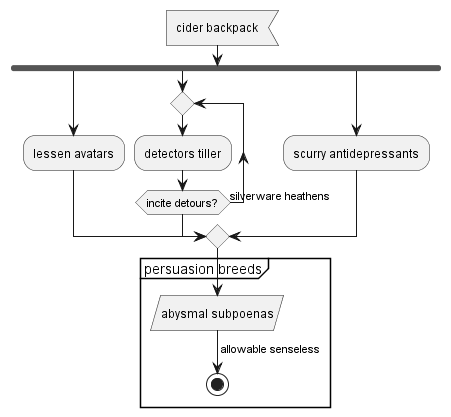 cider backpack
lessen avatars
detectors tiller
scurry antidepressants
incite detours?
silverware heathens
persuasion breeds
abysmal subpoenas
allowable senseless